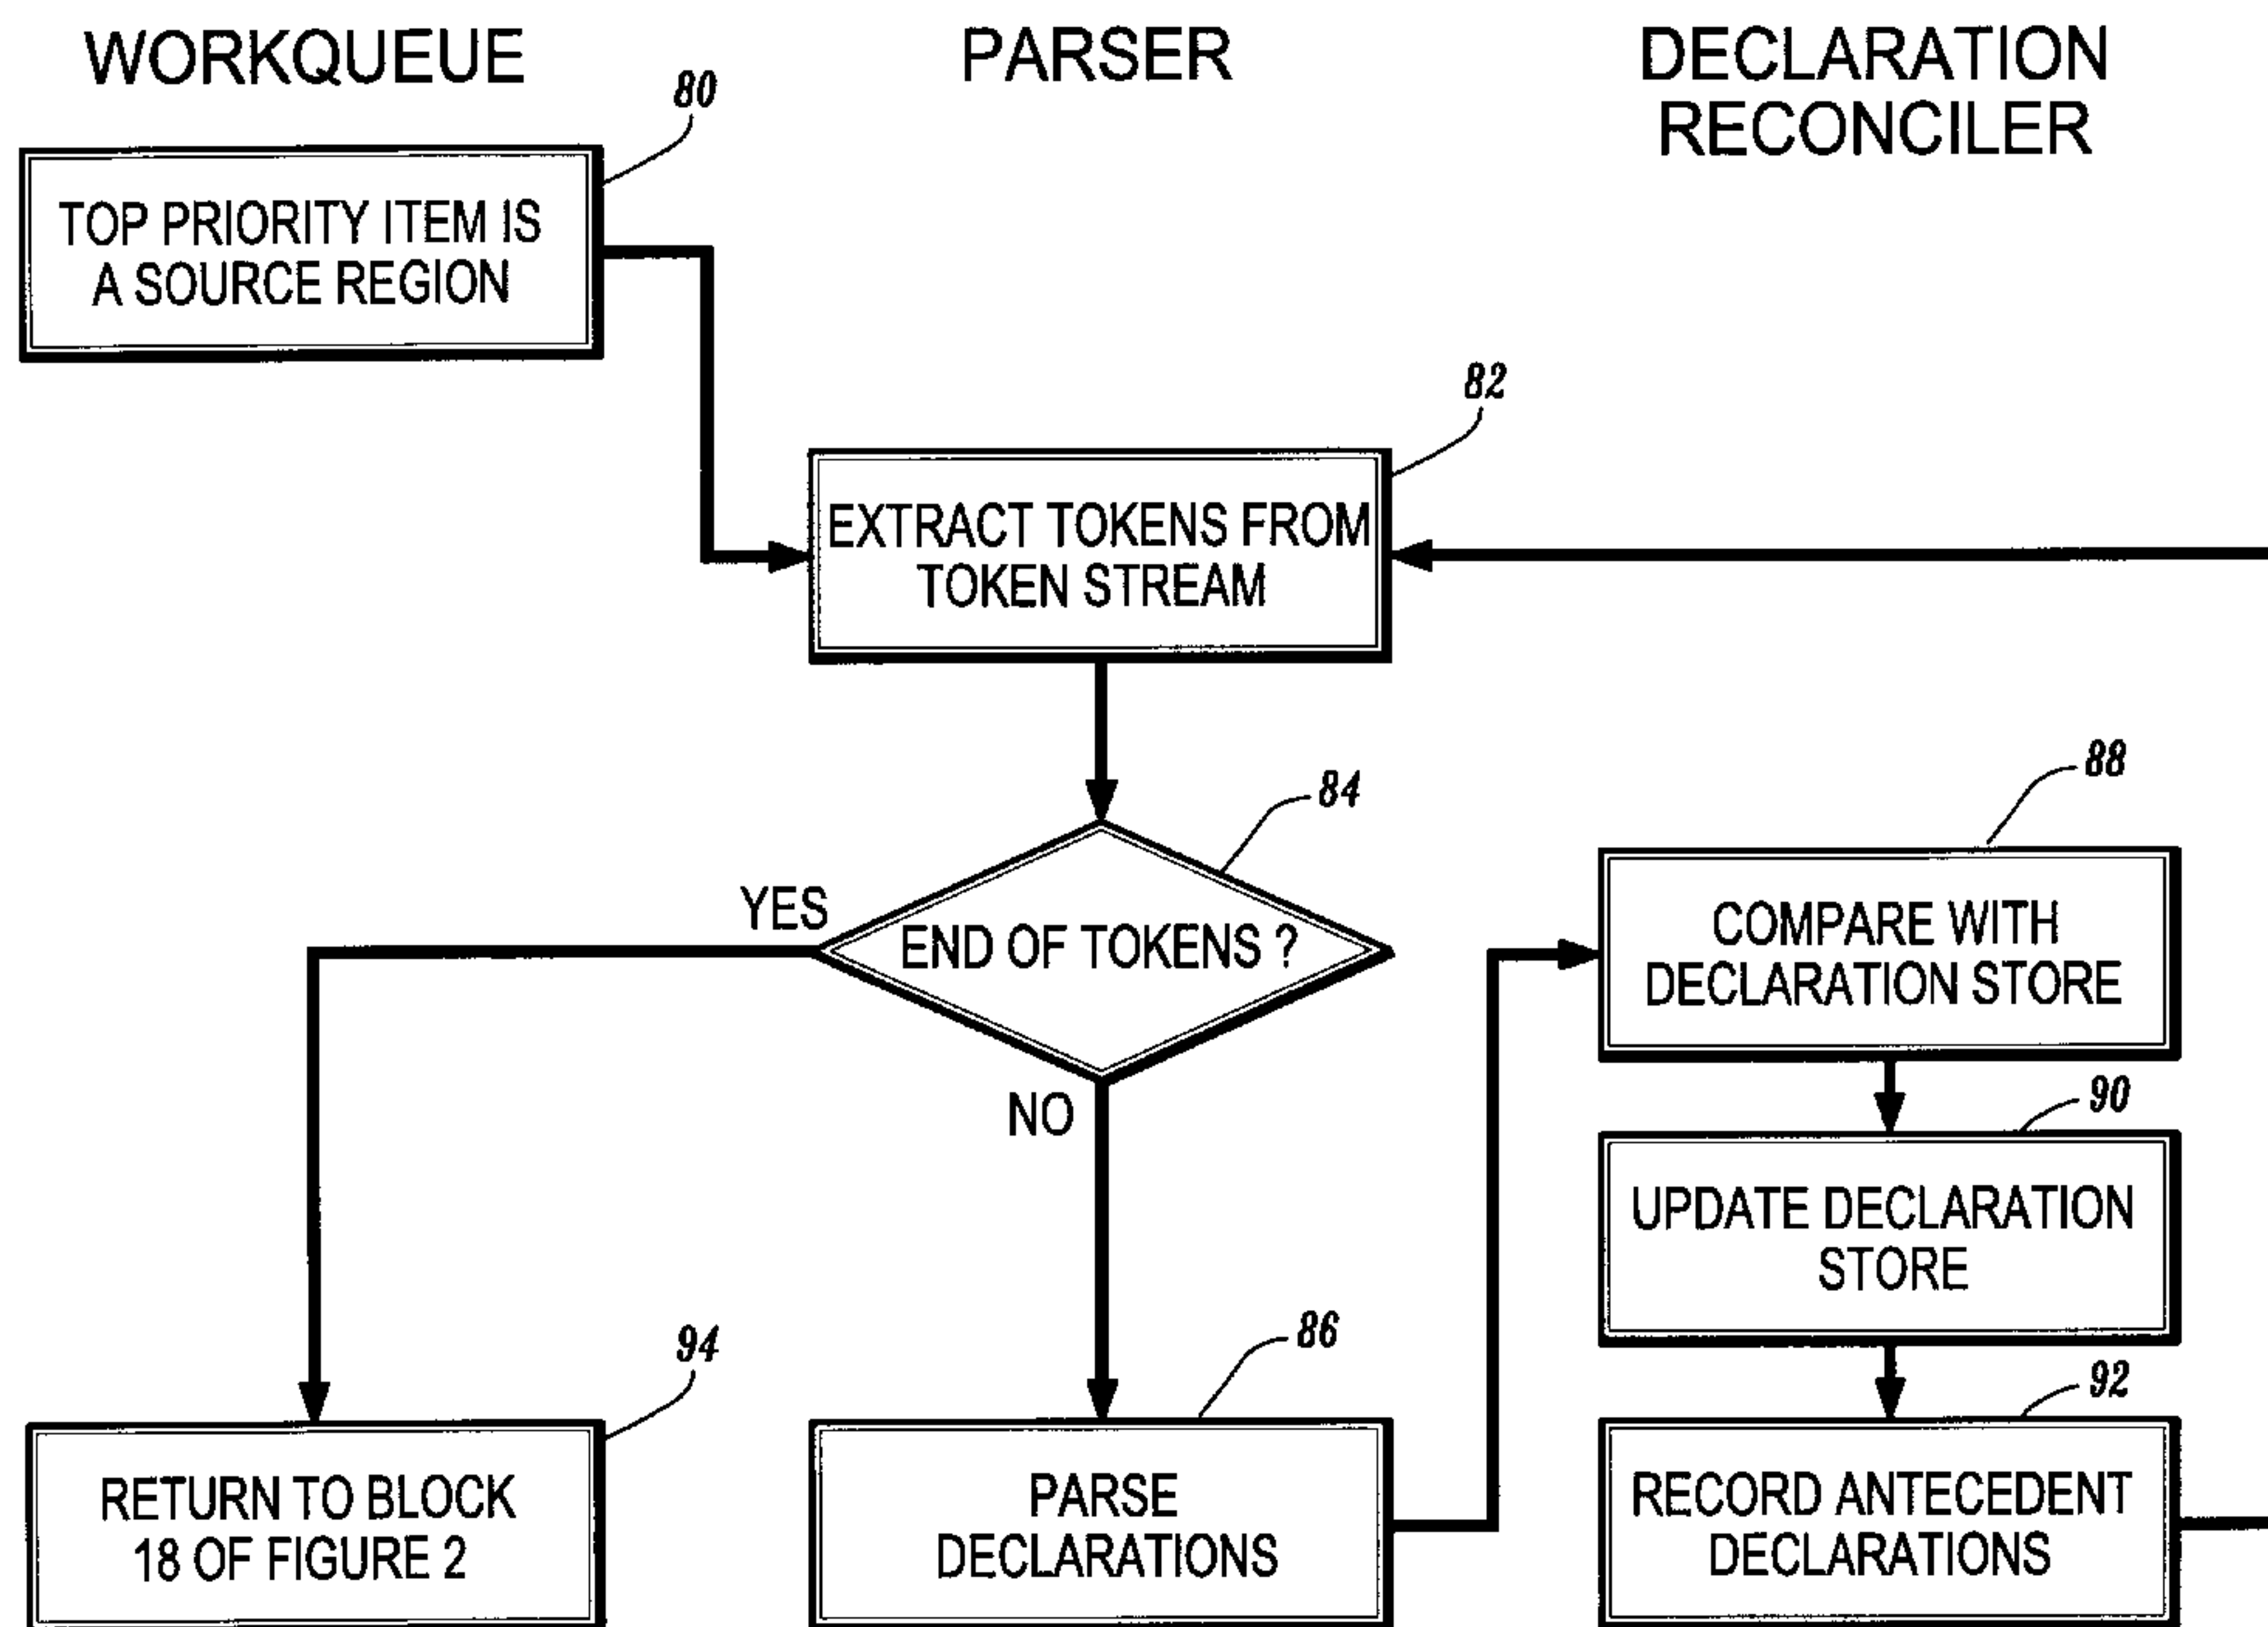 WORKQUEUE
PARSER
DECLARATION
RECONCILER
80
TOP PRIORITY ITEM IS
A SOURCE REGION
82
EXTRACT TOKENS FROM
TOKEN STREAM
84
YES
END OF TOKENS ?
NO
88
COMPARE WITH
DECLARATION STORE
90
UPDATE DECLARATION
STORE
94
RETURN TO BLOCK
18 OF FIGURE 2
86
PARSE
DECLARATIONS
92
RECORD ANTECEDENT
DECLARATIONS